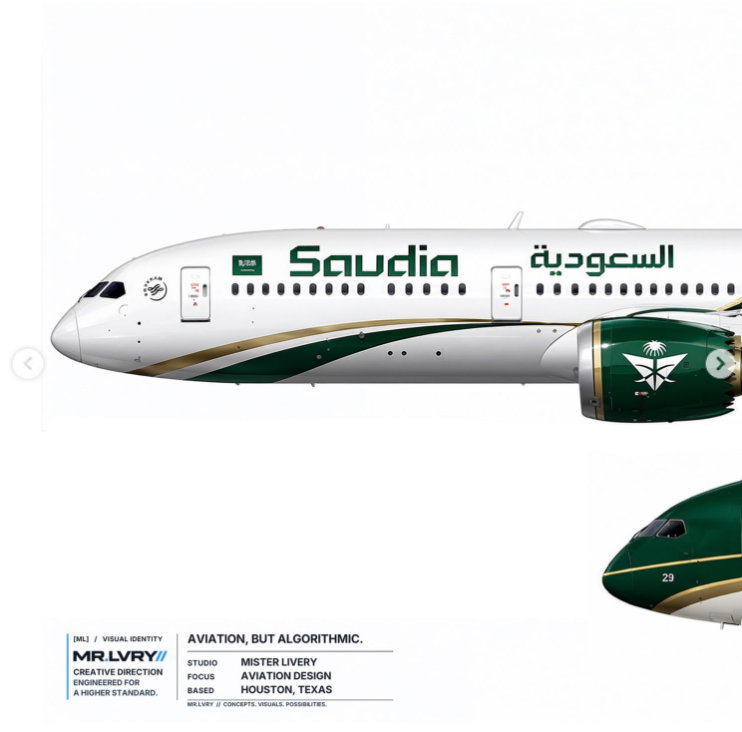 Saudia
السعودية
SKYTEAM
29
[ML] / VISUAL IDENTITY
MR.LVRY//
CREATIVE DIRECTION
ENGINEERED FOR
A HIGHER STANDARD.
AVIATION, BUT ALGORITHMIC.
STUDIO MISTER LIVERY
FOCUS AVIATION DESIGN
BASED HOUSTON, TEXAS
MR.LVRY // CONCEPTS. VISUALS. POSSIBILITIES.